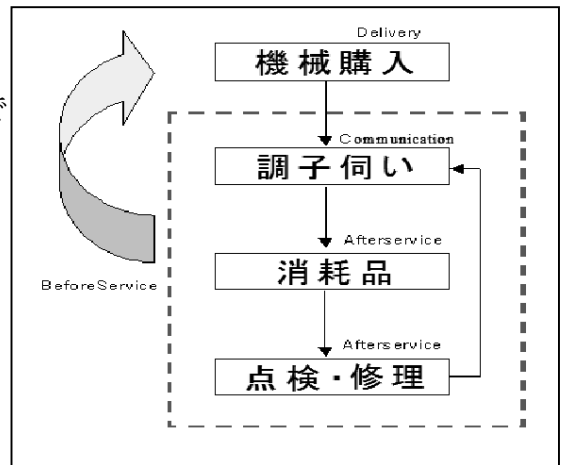 Delivery
機械購入
Communication
調子伺い
Afterservice
消耗品
BeforeService
Afterservice
点検・修理